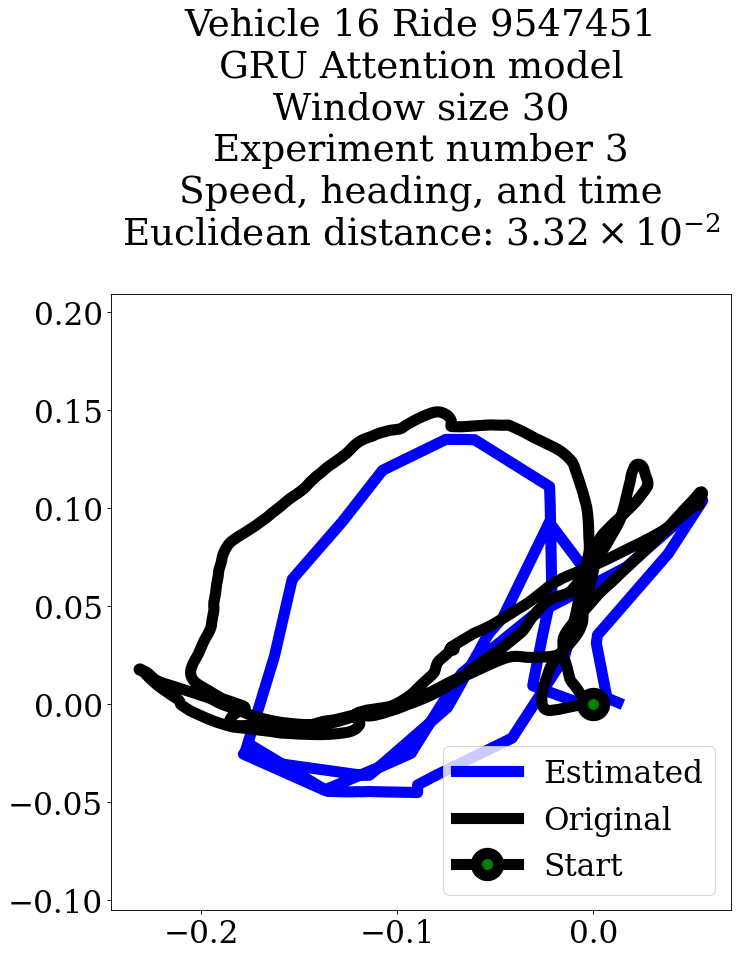 Vehicle 16 Ride 9547451
GRU Attention model
Window size 30
Experiment number 3
Speed, heading, and time
Euclidean distance: 3.32 × 10⁻²
0.20
0.15
0.10
0.05
0.00
−0.05
−0.10
Estimated
Original
Start
−0.2
−0.1
0.0